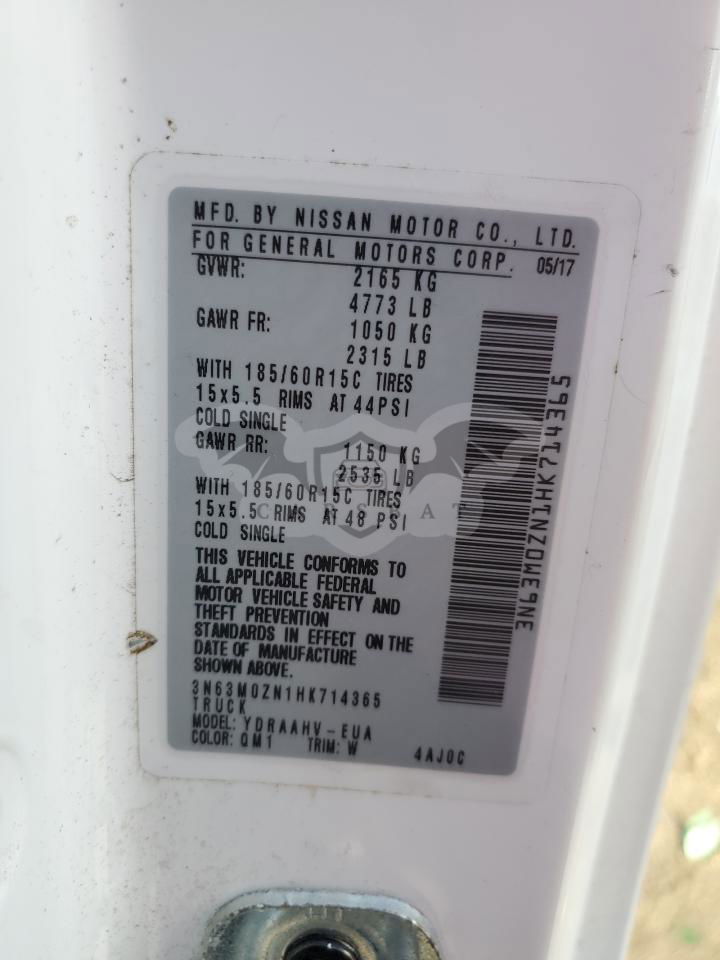 MFD. BY NISSAN MOTOR CO., LTD.
FOR GENERAL MOTORS CORP. 05/17
GVWR: 2165 KG
4773 LB
GAWR FR: 1050 KG
2315 LB
WITH 185/60R15C TIRES
15x5.5 RIMS AT 44PSI
COLD SINGLE
GAWR RR: 1150 KG
2535 LB
WITH 185/60R15C TIRES
15x5.5 RIMS AT 48 PSI
COLD SINGLE
THIS VEHICLE CONFORMS TO
ALL APPLICABLE FEDERAL
MOTOR VEHICLE SAFETY AND
THEFT PREVENTION
STANDARDS IN EFFECT ON THE
DATE OF MANUFACTURE
SHOWN ABOVE.
3N63M0ZN1HK714365
TRUCK
MODEL: YDRAAHV-EUA
COLOR: QM1 TRIM: W 4AJ0C
3N63M0ZN1HK714365